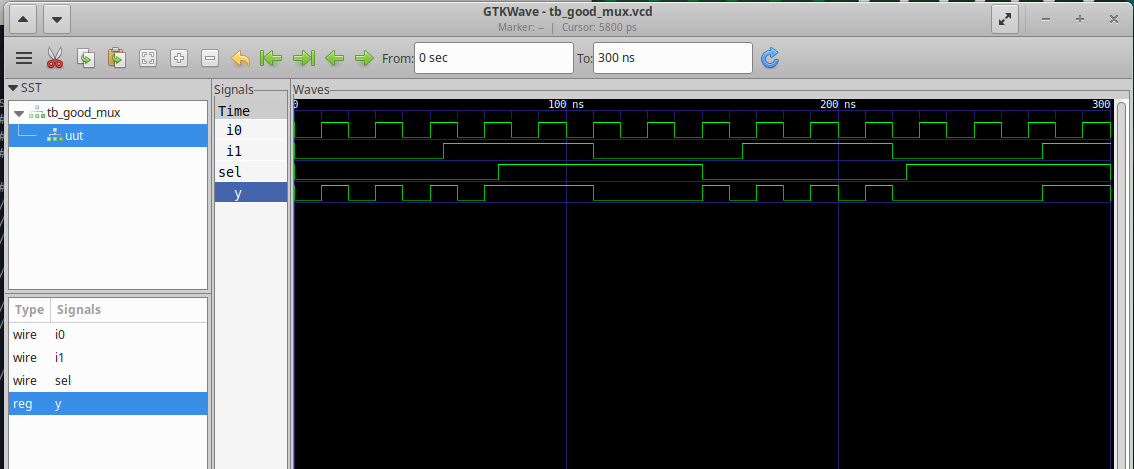 GTKWave - tb_good_mux.vcd
Marker: -- | Cursor: 5800 ps
From: 0 sec To: 300 ns
SST
Signals
Waves
tb_good_mux
uut
Time
0 100 ns 200 ns 300
i0
i1
sel
y
Type Signals
wire i0
wire i1
wire sel
reg y